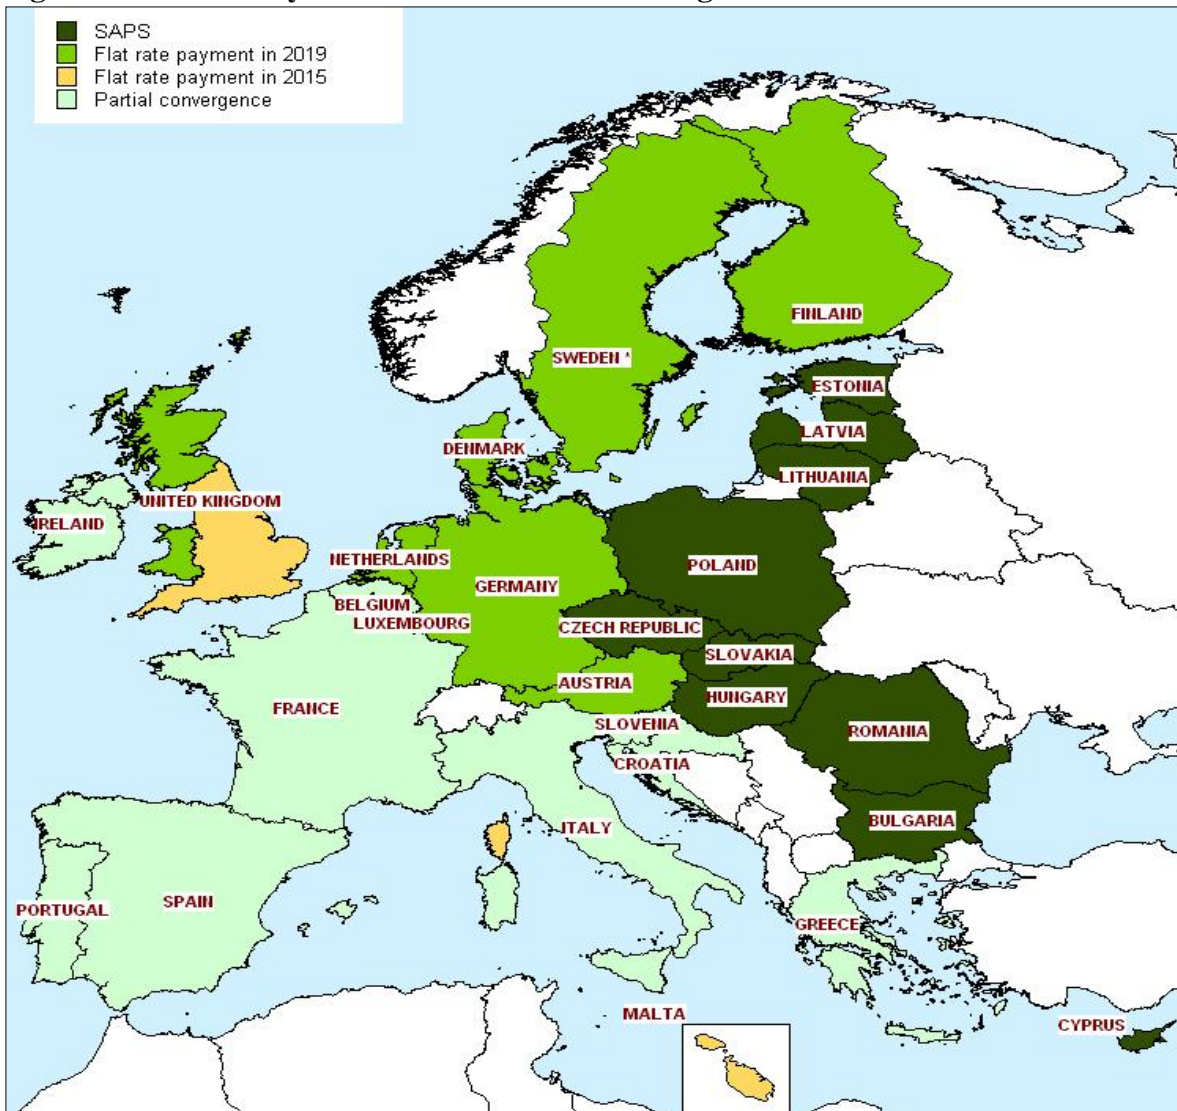 SAPS
Flat rate payment in 2019
Flat rate payment in 2015
Partial convergence
FINLAND
SWEDEN *
ESTONIA
LATVIA
DENMARK
LITHUANIA
UNITED KINGDOM
IRELAND
NETHERLANDS
POLAND
GERMANY
BELGIUM
LUXEMBOURG
CZECH REPUBLIC
SLOVAKIA
AUSTRIA
HUNGARY
FRANCE
SLOVENIA
ROMANIA
CROATIA
BULGARIA
ITALY
SPAIN
PORTUGAL
GREECE
MALTA
CYPRUS